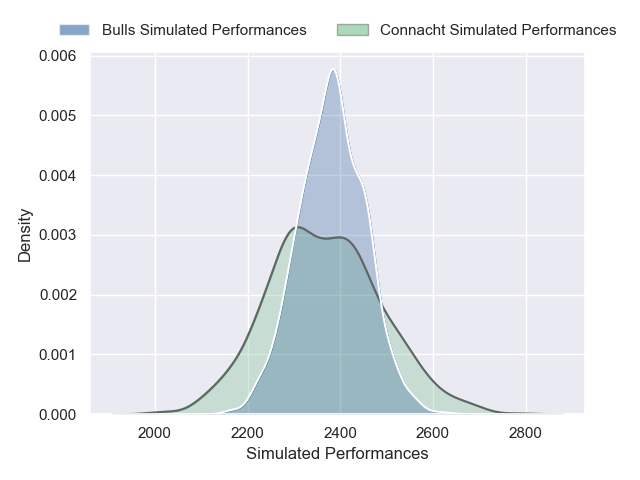 Bulls Simulated Performances Connacht Simulated Performances
0.006
0.005
0.004
0.003
0.002
0.001
0.000
Density
2000 2200 2400 2600 2800
Simulated Performances